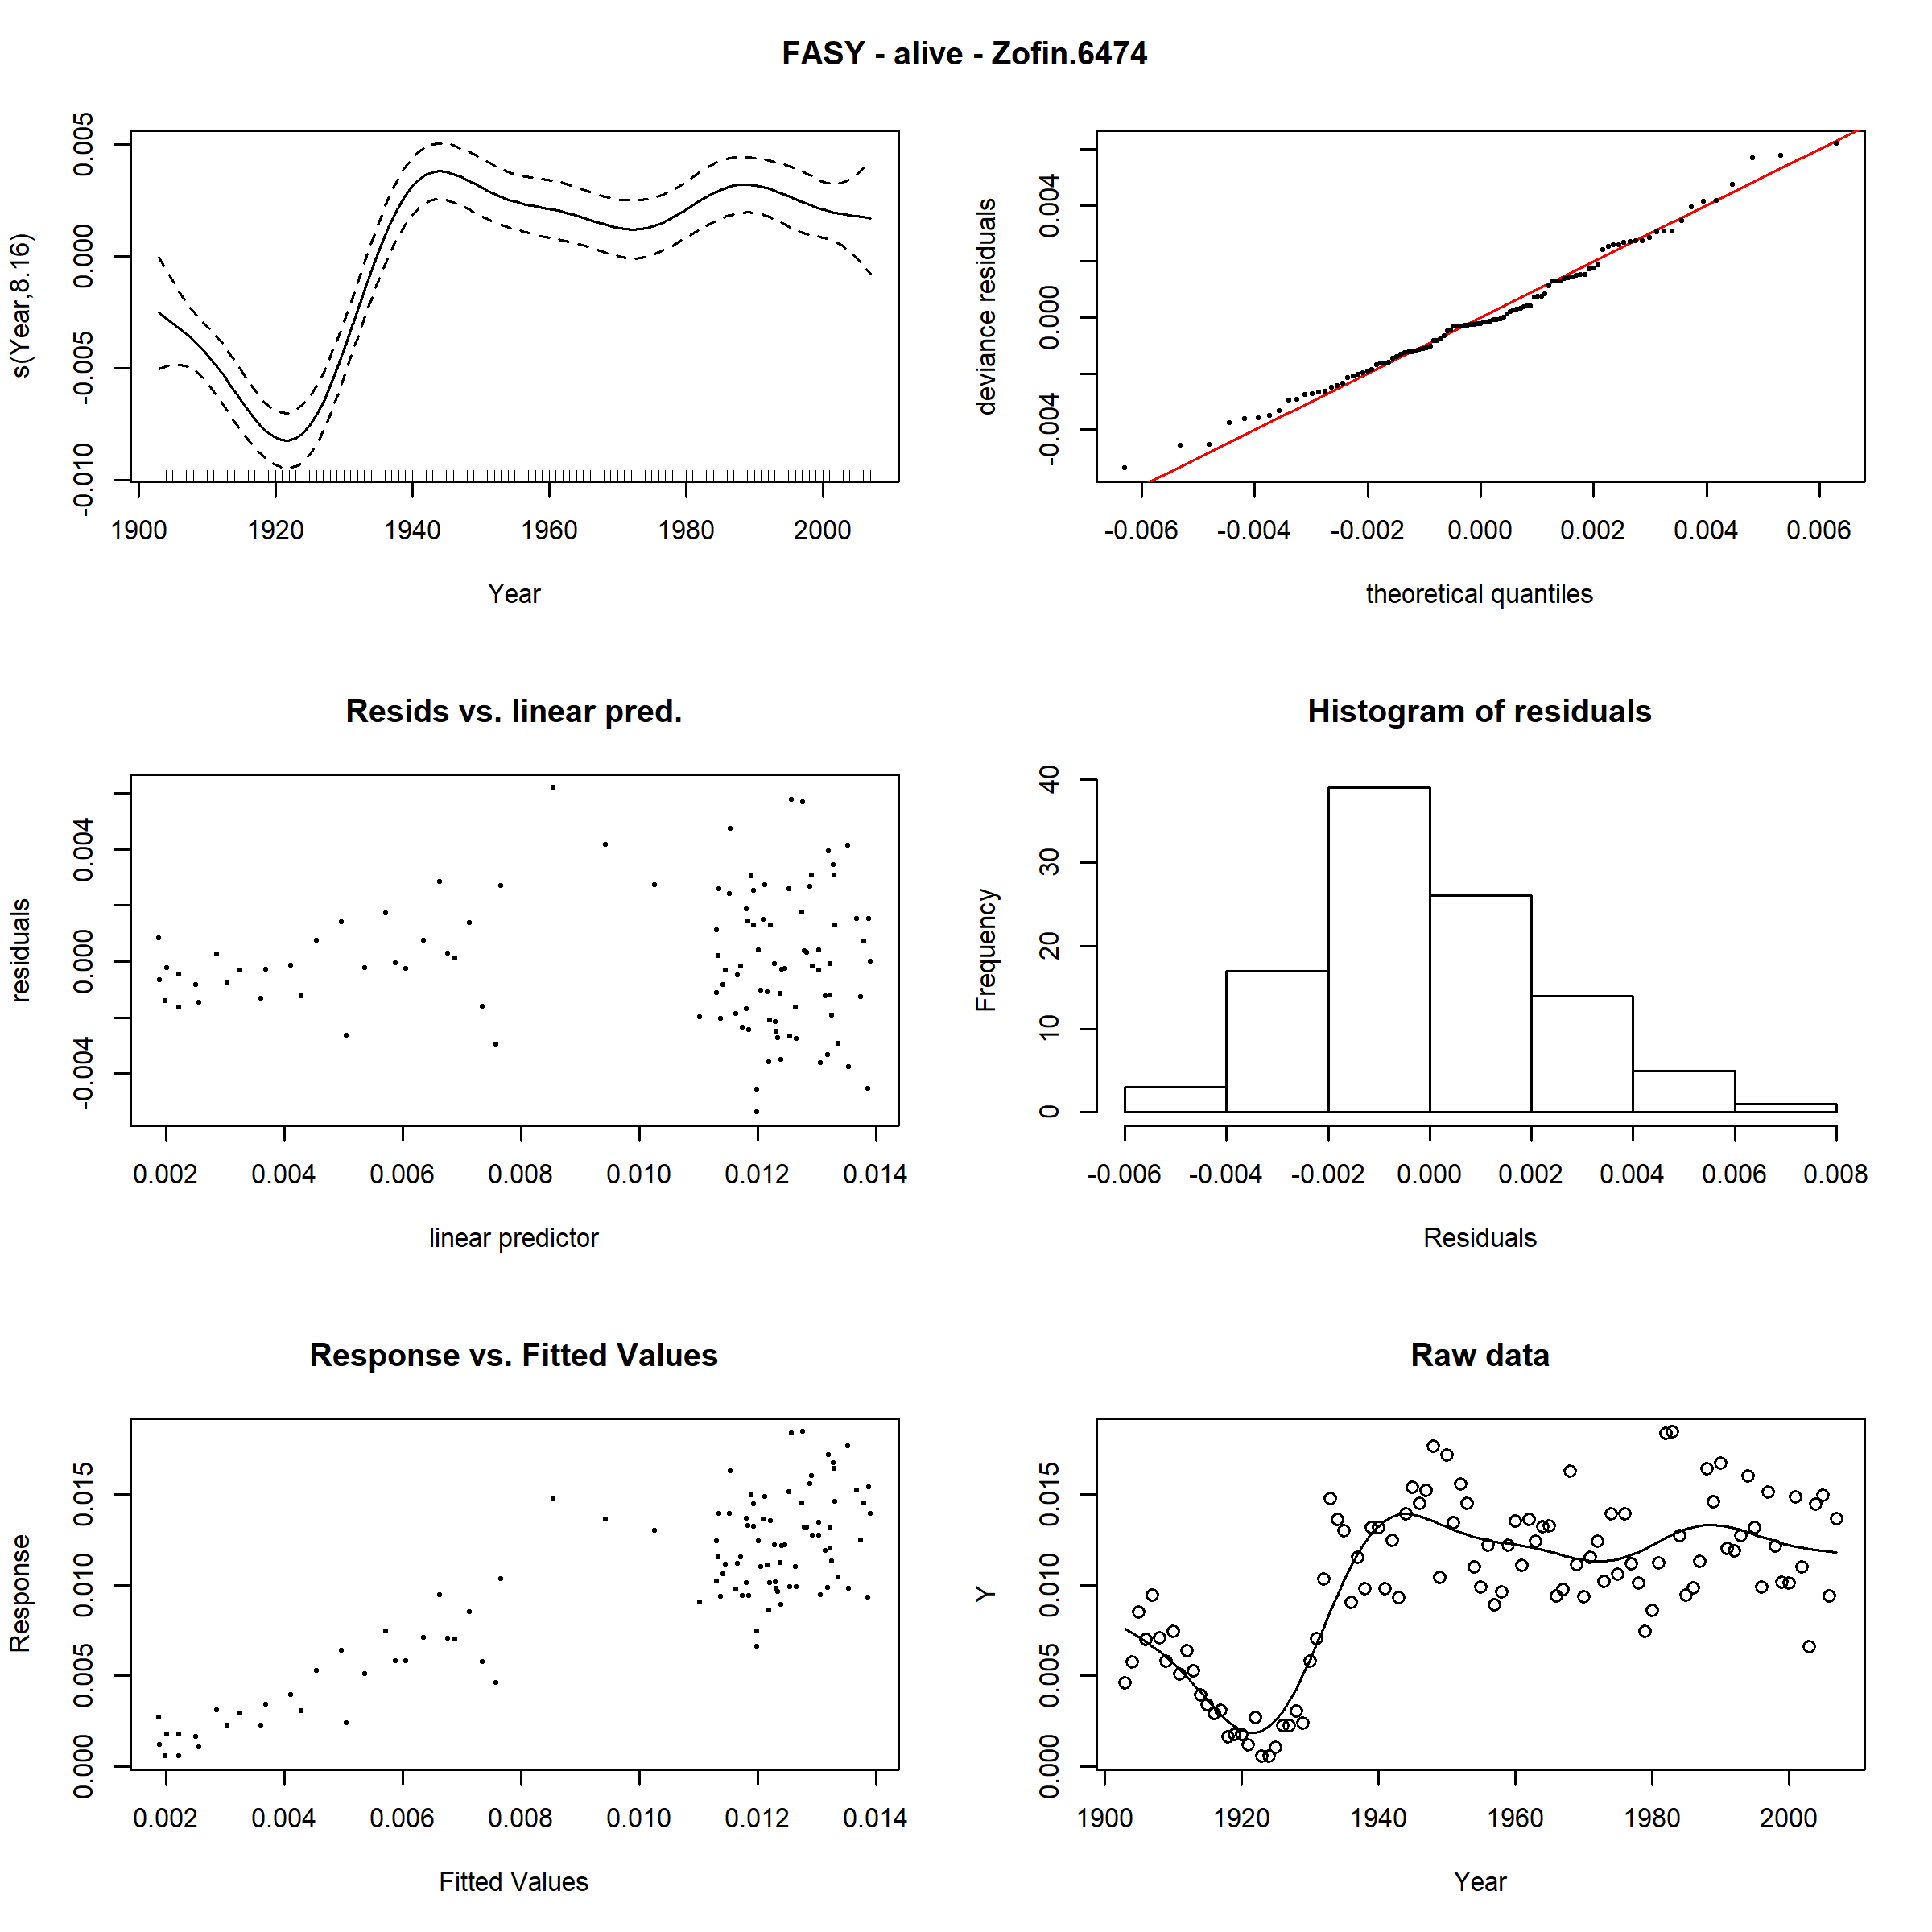 FASY - alive - Zofin.6474
s(Year,8.16)
0.005
0.000
-0.005
-0.010
1900 1920 1940 1960 1980 2000
Year
deviance residuals
0.004
0.000
-0.004
-0.006 -0.004 -0.002 0.000 0.002 0.004 0.006
theoretical quantiles
Resids vs. linear pred.
residuals
0.004
0.000
-0.004
0.002 0.004 0.006 0.008 0.010 0.012 0.014
linear predictor
Histogram of residuals
Frequency
40
30
20
10
0
-0.006 -0.004 -0.002 0.000 0.002 0.004 0.006 0.008
Residuals
Response vs. Fitted Values
Response
0.015
0.010
0.005
0.000
0.002 0.004 0.006 0.008 0.010 0.012 0.014
Fitted Values
Raw data
Y
0.015
0.010
0.005
0.000
1900 1920 1940 1960 1980 2000
Year